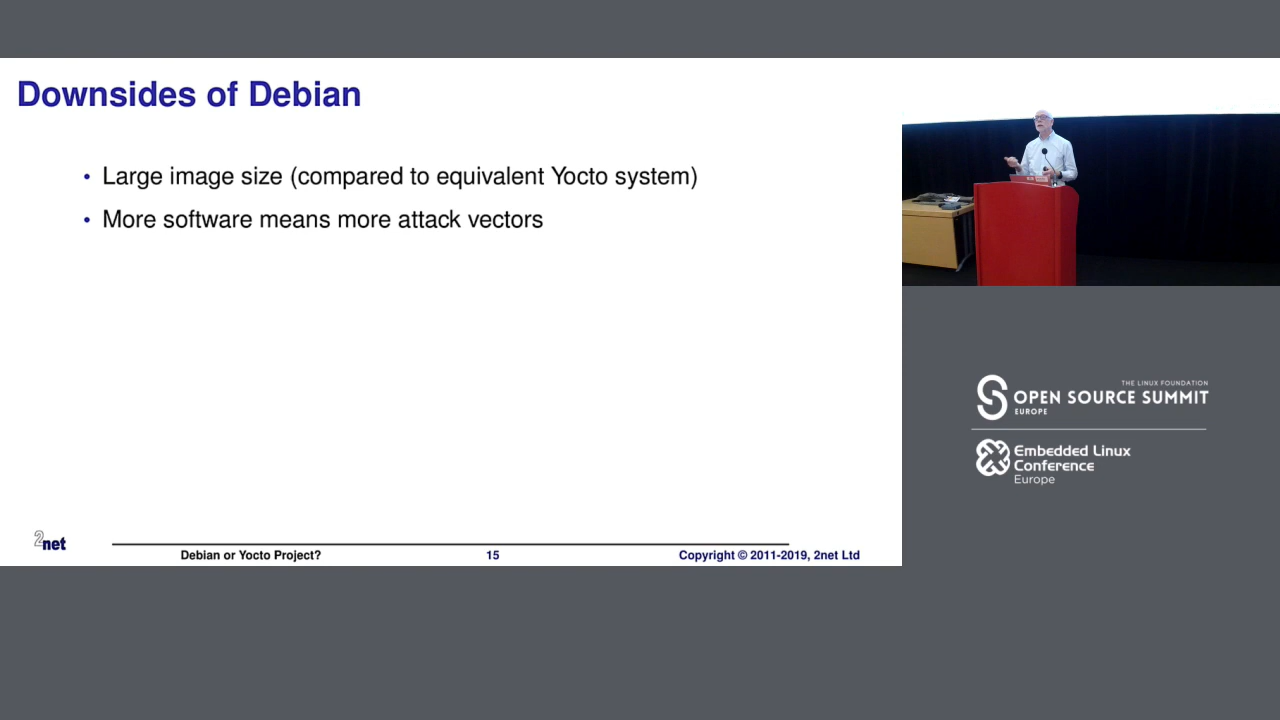 Downsides of Debian
• Large image size (compared to equivalent Yocto system)
• More software means more attack vectors
2net
Debian or Yocto Project?
15
Copyright © 2011-2019, 2net Ltd
THE LINUX FOUNDATION
OPEN SOURCE SUMMIT
EUROPE
Embedded Linux
Conference
Europe